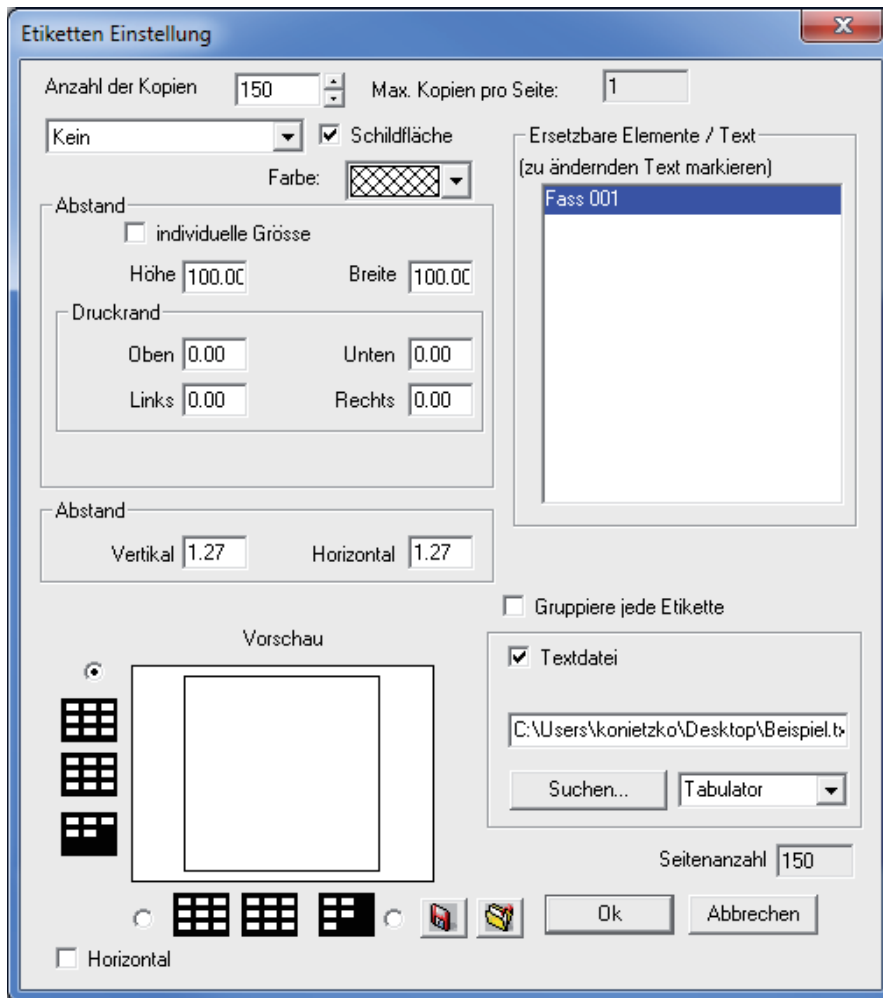 Etiketten Einstellung
Anzahl der Kopien 150 Max. Kopien pro Seite: 1
Kein Schildfläche
Farbe:
Ersetzbare Elemente / Text
(zu ändernden Text markieren)
Fass 001
Abstand
individuelle Grösse
Höhe 100.00 Breite 100.00
Druckrand
Oben 0.00 Unten 0.00
Links 0.00 Rechts 0.00
Abstand
Vertikal 1.27 Horizontal 1.27
Gruppiere jede Etikette
Vorschau
Textdatei
C:\Users\konietzko\Desktop\Beispiel.tx
Suchen... Tabulator
Seitenanzahl 150
Ok Abbrechen
Horizontal